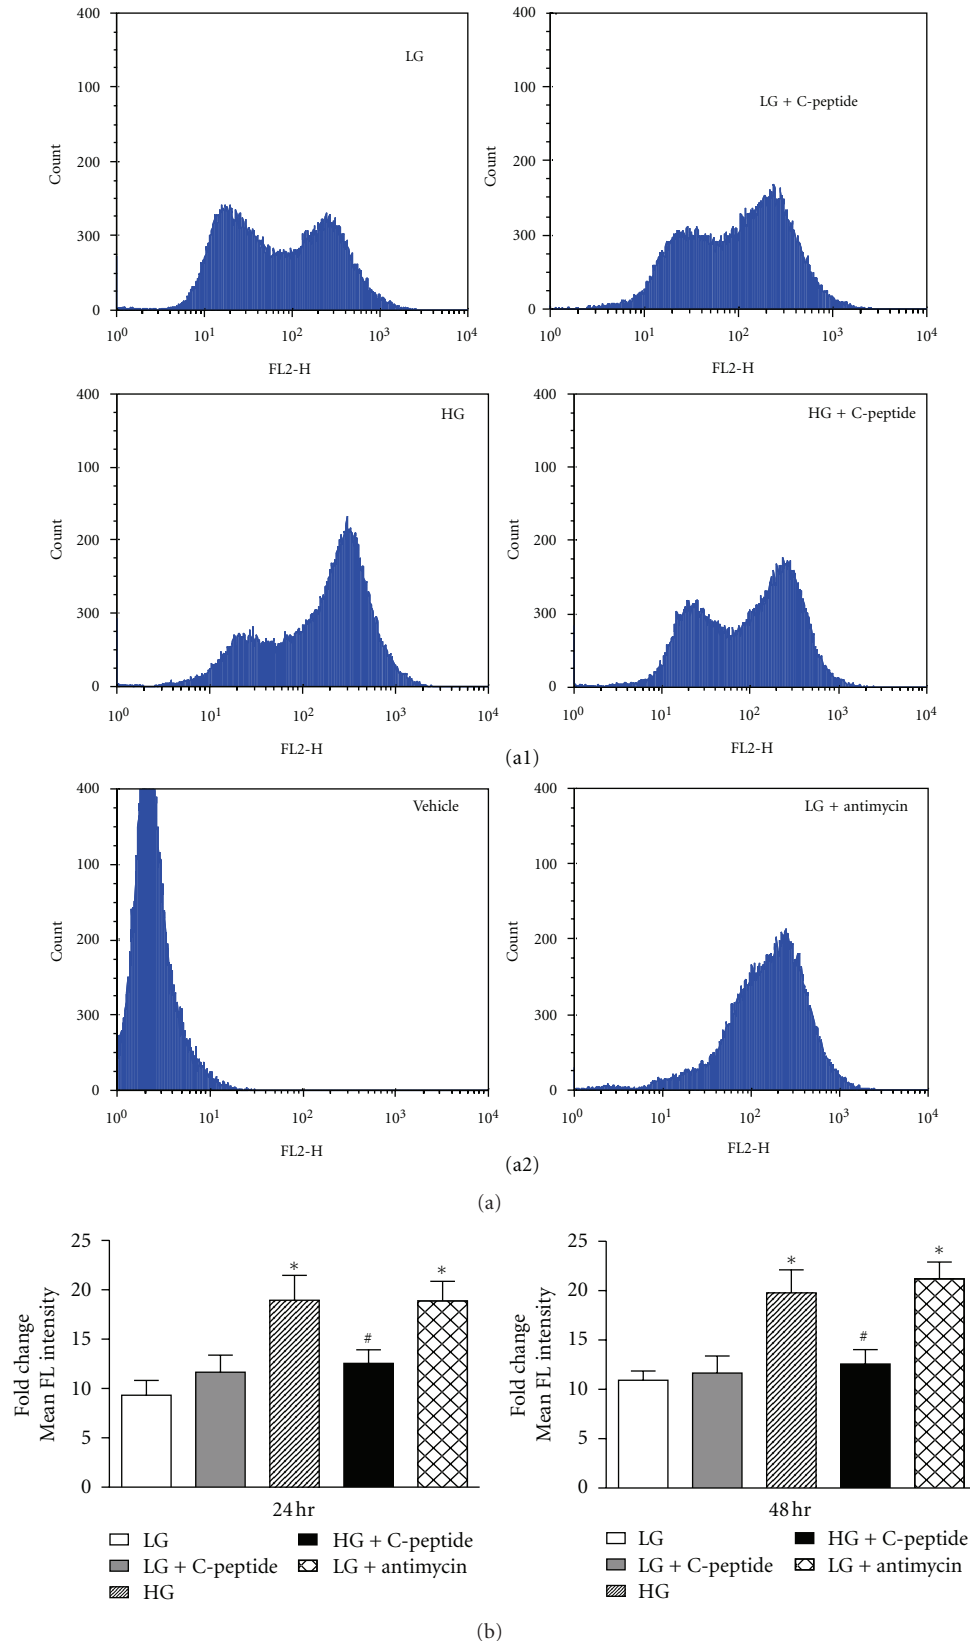 400
100
200
300
0
Count
LG
10^0 10^1 10^2 10^3 10^4
FL2-H
400
100
200
300
0
Count
LG + C-peptide
10^0 10^1 10^2 10^3 10^4
FL2-H
400
100
200
300
0
Count
HG
10^0 10^1 10^2 10^3 10^4
FL2-H
400
100
200
300
0
Count
HG + C-peptide
10^0 10^1 10^2 10^3 10^4
FL2-H
(a1)
400
100
200
300
0
Count
Vehicle
10^0 10^1 10^2 10^3 10^4
FL2-H
400
100
200
300
0
Count
LG + antimycin
10^0 10^1 10^2 10^3 10^4
FL2-H
(a2)
(a)
25
20
15
10
5
0
Fold change
Mean FL intensity
*
#
*
24 hr
LG
LG + C-peptide
HG
HG + C-peptide
LG + antimycin
25
20
15
10
5
0
Fold change
Mean FL intensity
*
#
*
48 hr
LG
LG + C-peptide
HG
HG + C-peptide
LG + antimycin
(b)